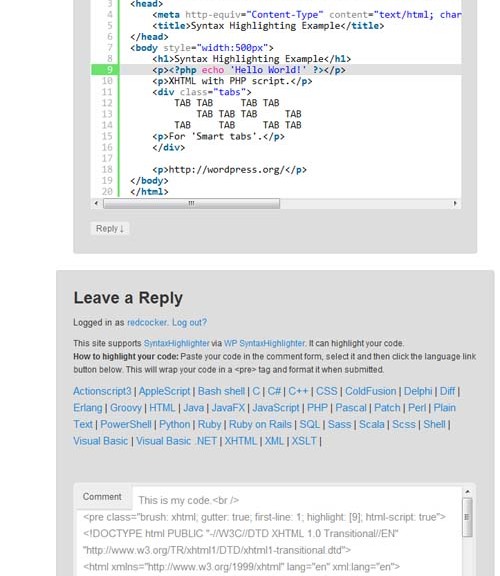 3 <head>
4 <meta http-equiv="Content-Type" content="text/html; char
5 <title>Syntax Highlighting Example</title>
6 </head>
7 <body style="width:500px">
8 <h1>Syntax Highlighting Example</h1>
9 <p><?php echo 'Hello World!' ?></p>
10 <p>XHTML with PHP script.</p>
11 <div class="tabs">
12 TAB TAB TAB TAB
13 TAB TAB TAB TAB
14 TAB TAB TAB TAB
15 <p>For 'Smart tabs'.</p>
16 </div>
17
18 <p>http://wordpress.org/</p>
19 </body>
20 </html>
Reply ↓
Leave a Reply
Logged in as redcocker. Log out?
This site supports SyntaxHighlighter via WP SyntaxHighlighter. It can highlight your code.
How to highlight your code: Paste your code in the comment form, select it and then click the language link
button below. This will wrap your code in a <pre> tag and format it when submitted.
Actionscript3 | AppleScript | Bash shell | C | C# | C++ | CSS | ColdFusion | Delphi | Diff |
Erlang | Groovy | HTML | Java | JavaFX | JavaScript | PHP | Pascal | Patch | Perl | Plain
Text | PowerShell | Python | Ruby | Ruby on Rails | SQL | Sass | Scala | Scss | Shell |
Visual Basic | Visual Basic .NET | XHTML | XML | XSLT |
Comment This is my code.<br />
<pre class="brush: xhtml; gutter: true; first-line: 1; highlight: [9]; html-script: true">
<!DOCTYPE html PUBLIC "-//W3C//DTD XHTML 1.0 Transitional//EN"
"http://www.w3.org/TR/xhtml1/DTD/xhtml1-transitional.dtd">
<html xmlns="http://www.w3.org/1999/xhtml" lang="en" xml:lang="en">